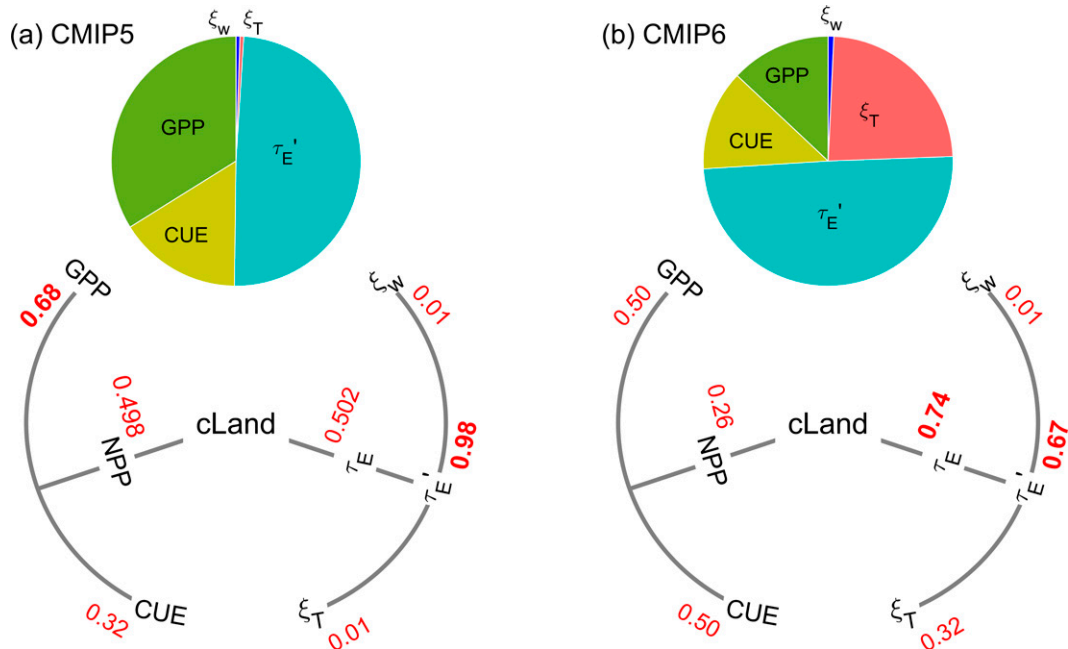 (a) CMIP5
ξw ξT
GPP
τE'
CUE
GPP
0.68
ξw
0.01
0.498
NPP
cLand
0.502
τE
0.98
τE'
0.32
CUE
ξT
0.01
(b) CMIP6
ξw
GPP
ξT
CUE
τE'
GPP
0.50
ξw
0.01
0.26
NPP
cLand
0.74
τE
0.67
τE'
0.50
CUE
ξT
0.32